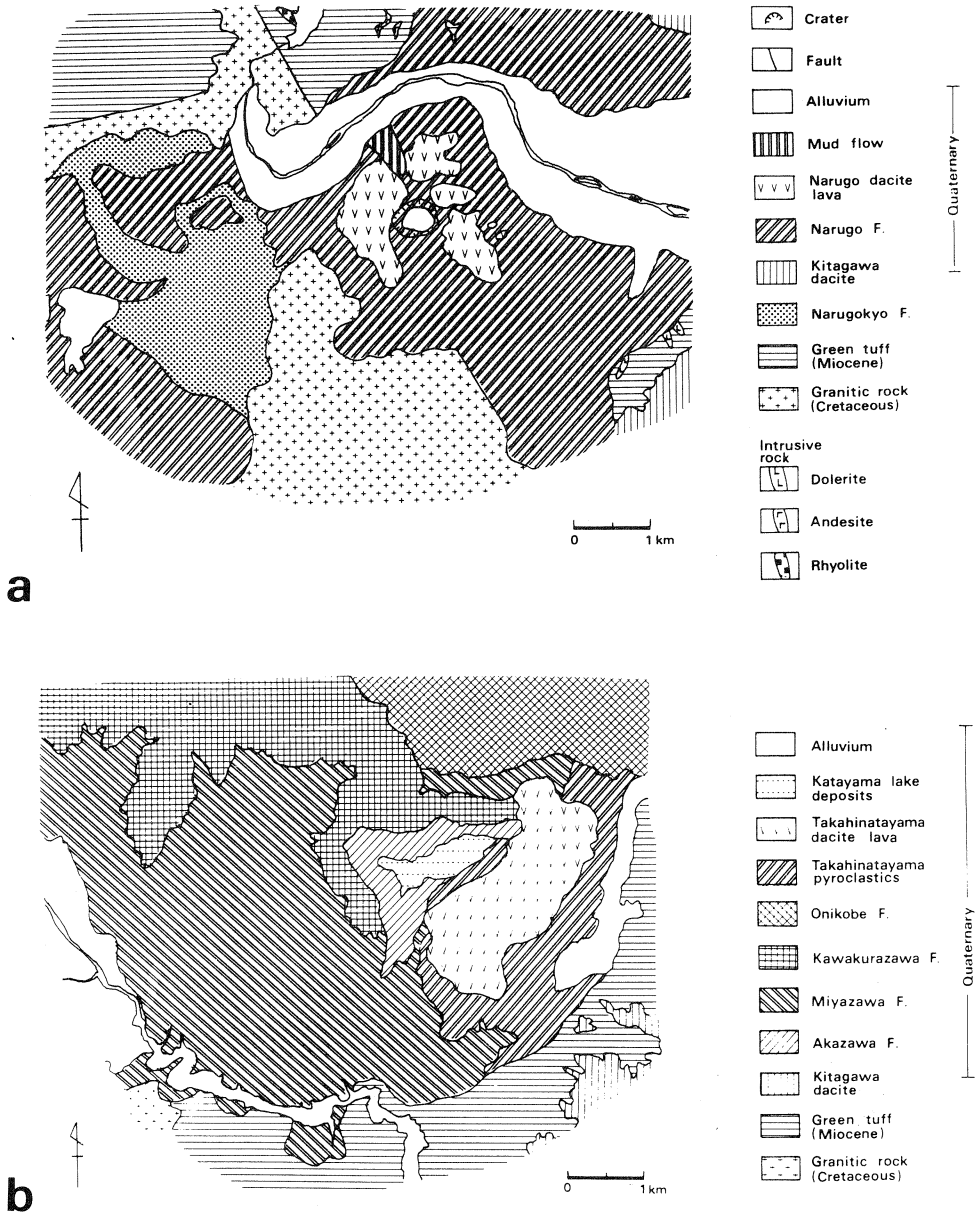 Crater
Fault
Alluvium
Mud flow
Narugo dacite
lava
Narugo F.
Kitagawa
dacite
Narugokyo F.
Green tuff
(Miocene)
Granitic rock
(Cretaceous)
Quaternary
Intrusive
rock
Dolerite
Andesite
Rhyolite
0 1 km
a
Alluvium
Katayama lake
deposits
Takahinatayama
dacite lava
Takahinatayama
pyroclastics
Onikobe F.
Kawakurazawa F.
Miyazawa F.
Akazawa F.
Kitagawa
dacite
Green tuff
(Miocene)
Granitic rock
(Cretaceous)
Quaternary
0 1 km
b